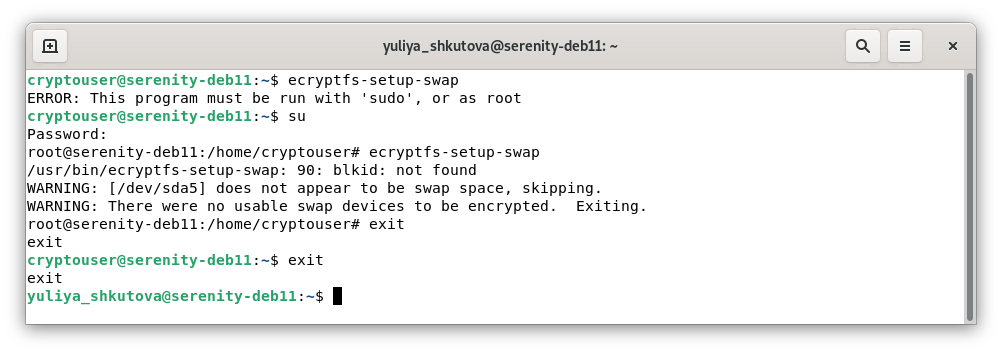 yuliya_shkutova@serenity-deb11: ~
cryptouser@serenity-deb11:~$ ecryptfs-setup-swap
ERROR: This program must be run with 'sudo', or as root
cryptouser@serenity-deb11:~$ su
Password:
root@serenity-deb11:/home/cryptouser# ecryptfs-setup-swap
/usr/bin/ecryptfs-setup-swap: 90: blkid: not found
WARNING: [/dev/sda5] does not appear to be swap space, skipping.
WARNING: There were no usable swap devices to be encrypted.  Exiting.
root@serenity-deb11:/home/cryptouser# exit
exit
cryptouser@serenity-deb11:~$ exit
exit
yuliya_shkutova@serenity-deb11:~$